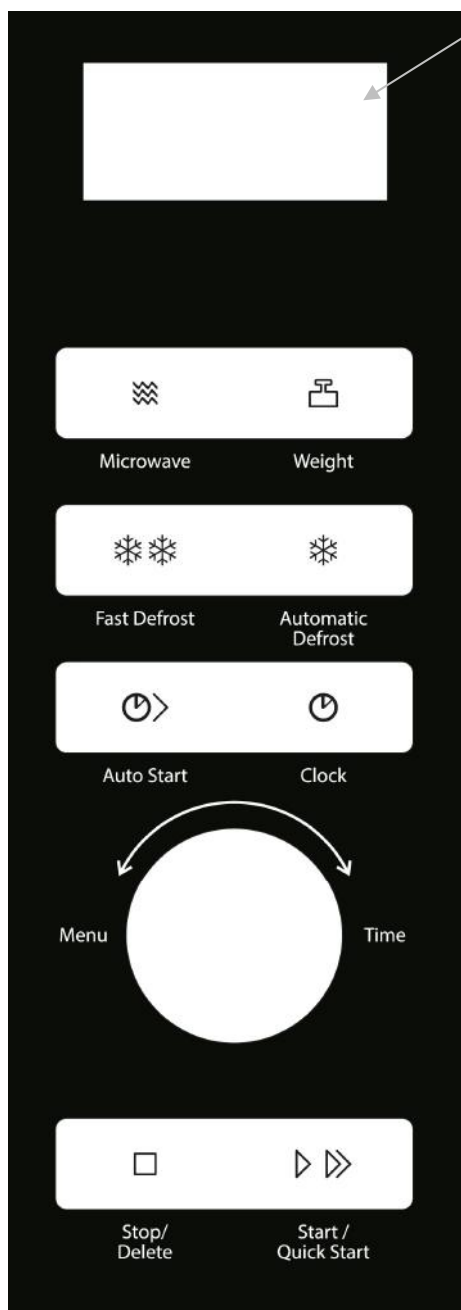 Microwave Weight
Fast Defrost Automatic
Defrost
Auto Start Clock
Menu Time
Stop/ Start /
Delete Quick Start